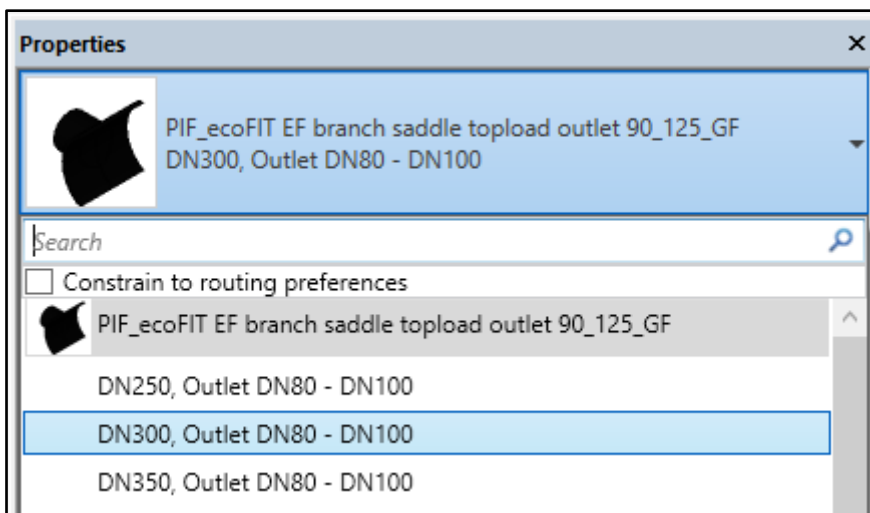 Properties
PIF_ecoFIT EF branch saddle topload outlet 90_125_GF
DN300, Outlet DN80 - DN100
Search
Constrain to routing preferences
PIF_ecoFIT EF branch saddle topload outlet 90_125_GF
DN250, Outlet DN80 - DN100
DN300, Outlet DN80 - DN100
DN350, Outlet DN80 - DN100